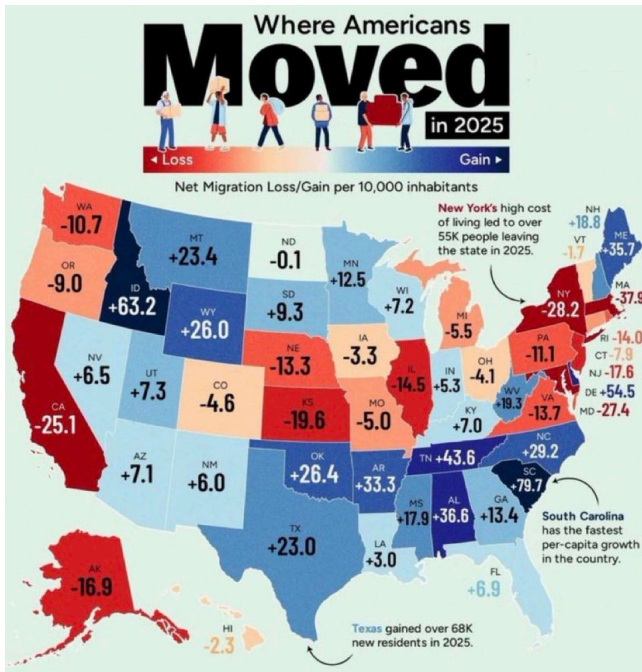 Where Americans
Moved
in 2025
Loss
Gain
Net Migration Loss/Gain per 10,000 inhabitants
New York's high cost
of living led to over
55K people leaving
the state in 2025.
WA
-10.7
OR
-9.0
ID
+63.2
MT
+23.4
ND
-0.1
MN
+12.5
WI
+7.2
MI
-5.5
NY
-28.2
NH
+18.8
VT
-1.7
ME
+35.7
MA
-37.9
RI -14.0
CT -7.9
NJ -17.6
DE +54.5
MD -27.4
WY
+26.0
SD
+9.3
NE
-13.3
IA
-3.3
IL
-14.5
IN
+5.3
OH
-4.1
PA
-11.1
WV
+19.3
VA
-13.7
CA
-25.1
NV
+6.5
UT
+7.3
CO
-4.6
KS
-19.6
MO
-5.0
KY
+7.0
NC
+29.2
TN +43.6
SC
+79.7
AZ
+7.1
NM
+6.0
OK
+26.4
AR
+33.3
MS
+17.9
AL
+36.6
GA
+13.4
TX
+23.0
LA
+3.0
FL
+6.9
AK
-16.9
HI
-2.3
South Carolina
has the fastest
per-capita growth
in the country.
Texas gained over 68K
new residents in 2025.